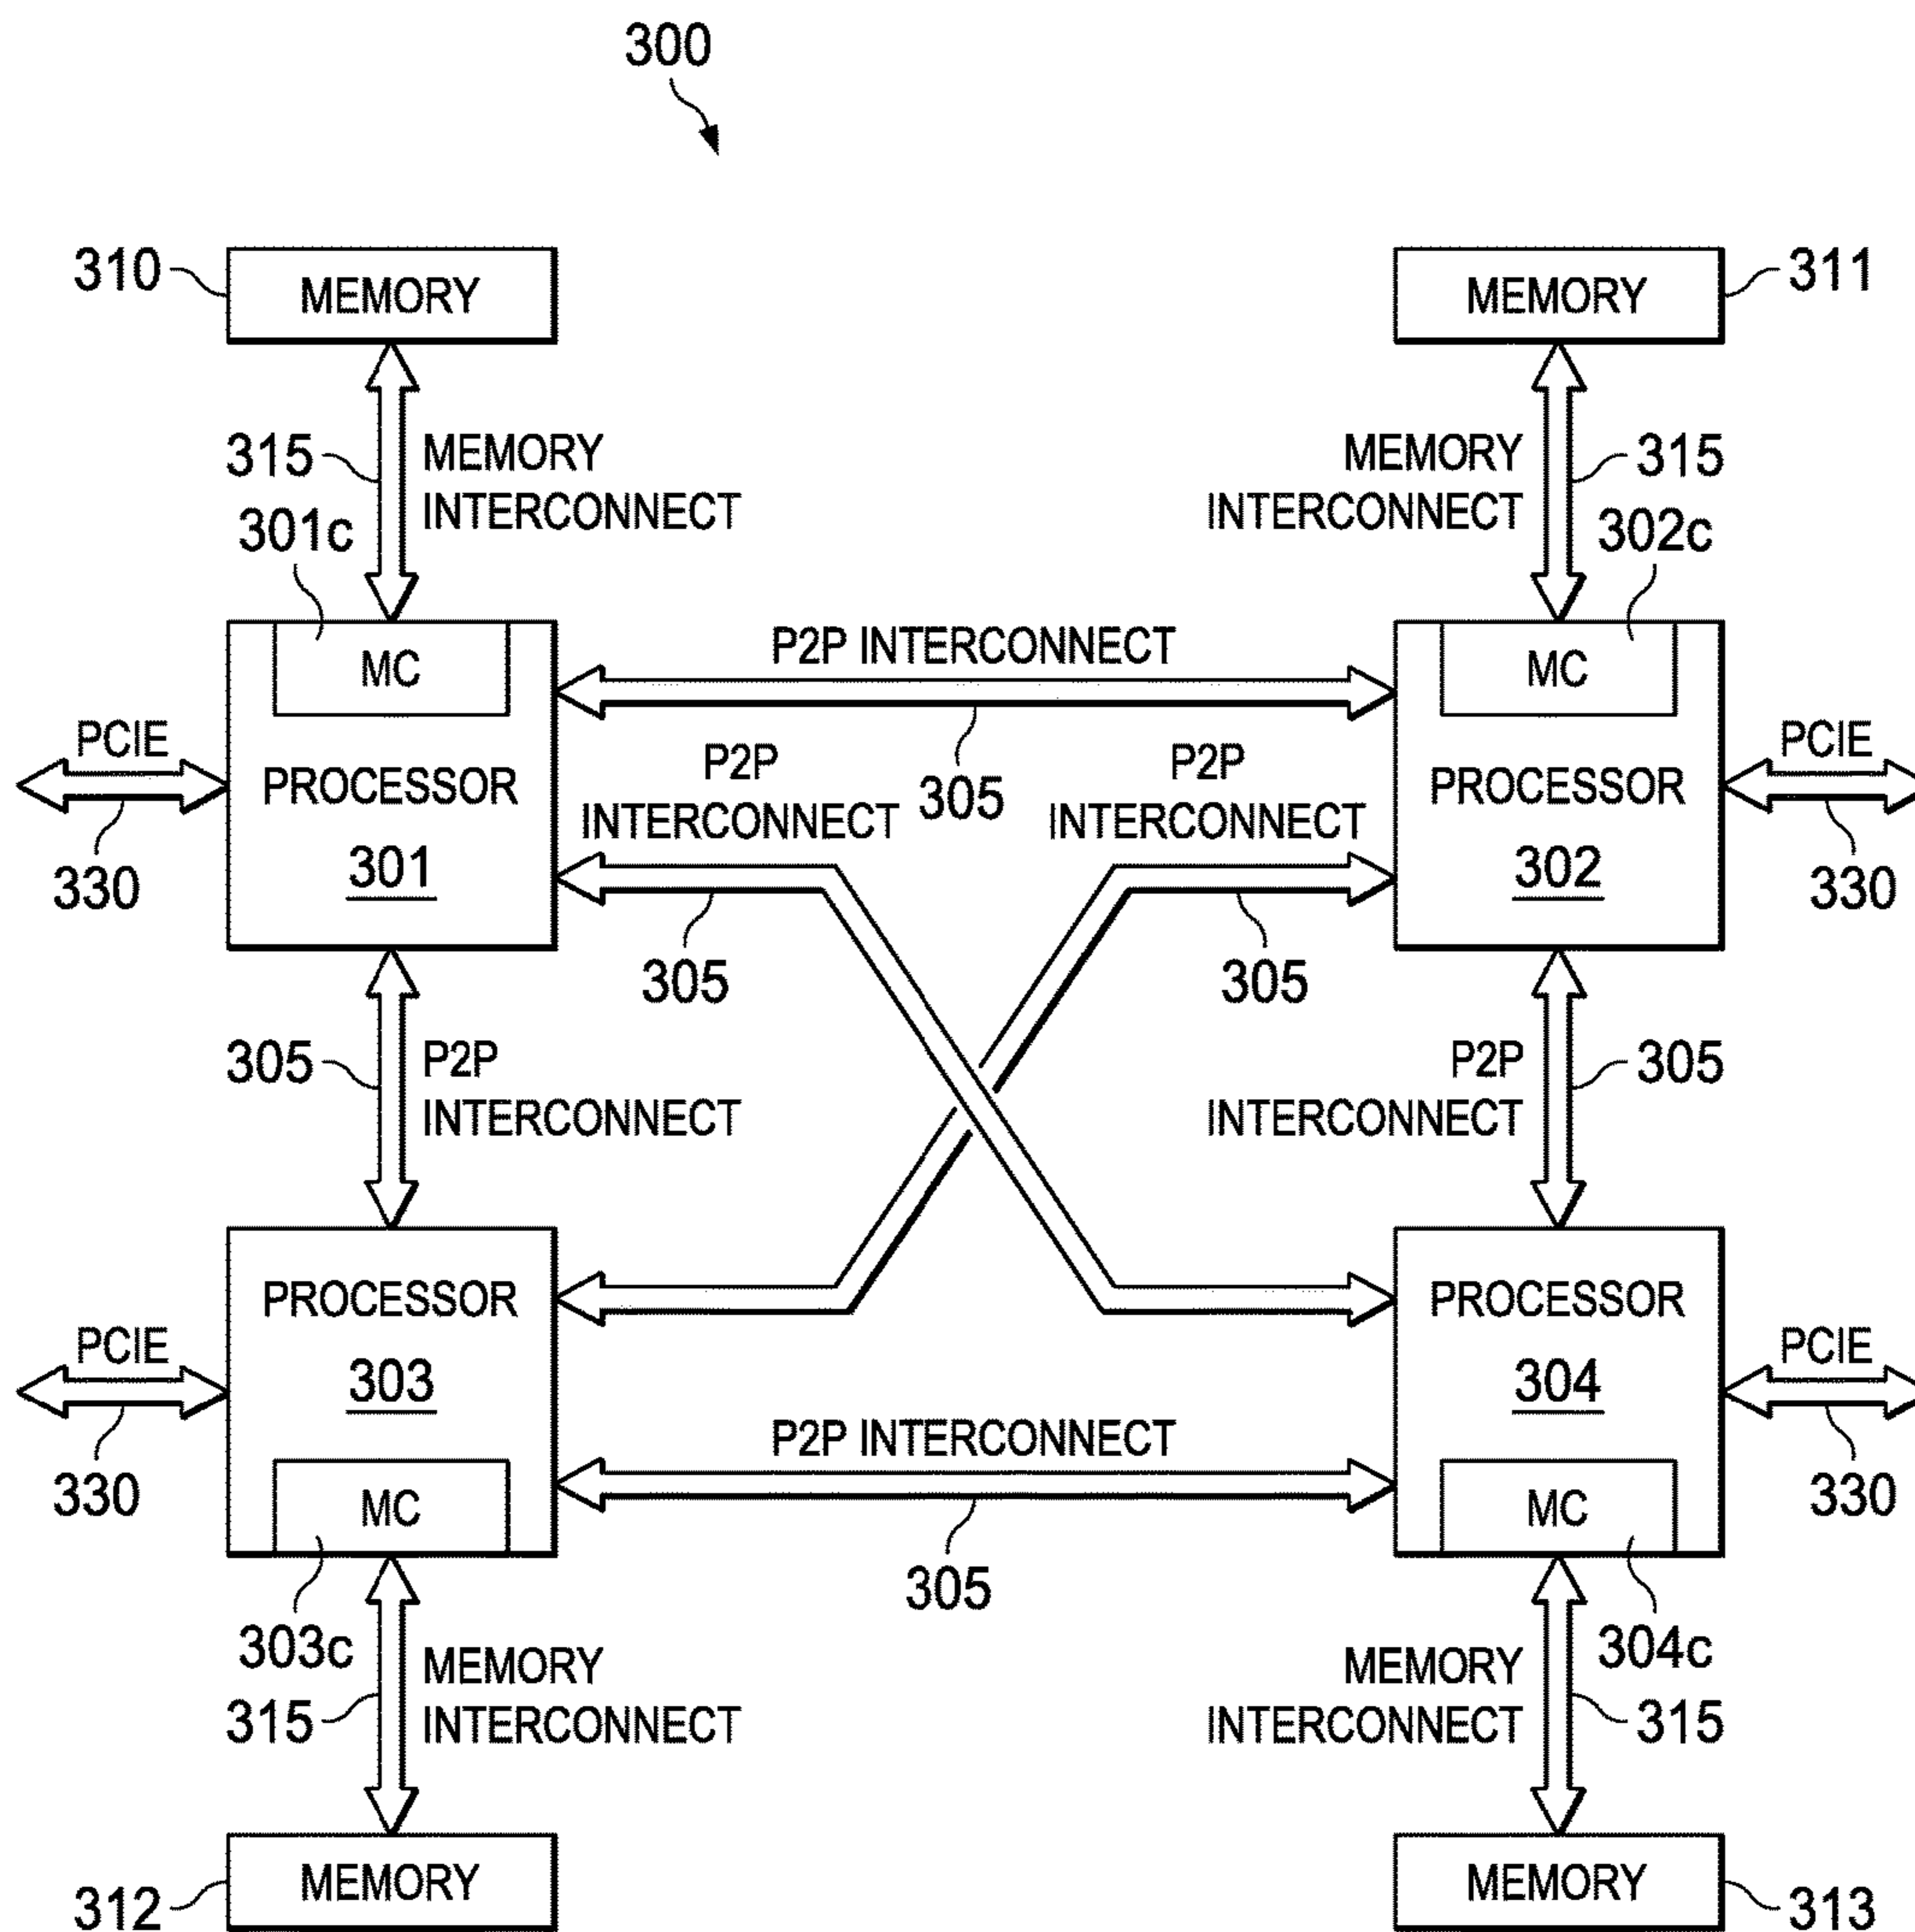 300
310
MEMORY
MEMORY
311
315
MEMORY
INTERCONNECT
MEMORY
INTERCONNECT
315
301c
302c
MC
P2P INTERCONNECT
MC
PCIE
PROCESSOR
301
330
305
P2P
INTERCONNECT
P2P
INTERCONNECT
PCIE
PROCESSOR
302
330
305
305
305
P2P
INTERCONNECT
P2P
INTERCONNECT
305
PCIE
PROCESSOR
303
330
PROCESSOR
304
PCIE
330
P2P INTERCONNECT
MC
MC
305
303c
304c
315
MEMORY
INTERCONNECT
MEMORY
INTERCONNECT
315
312
MEMORY
MEMORY
313